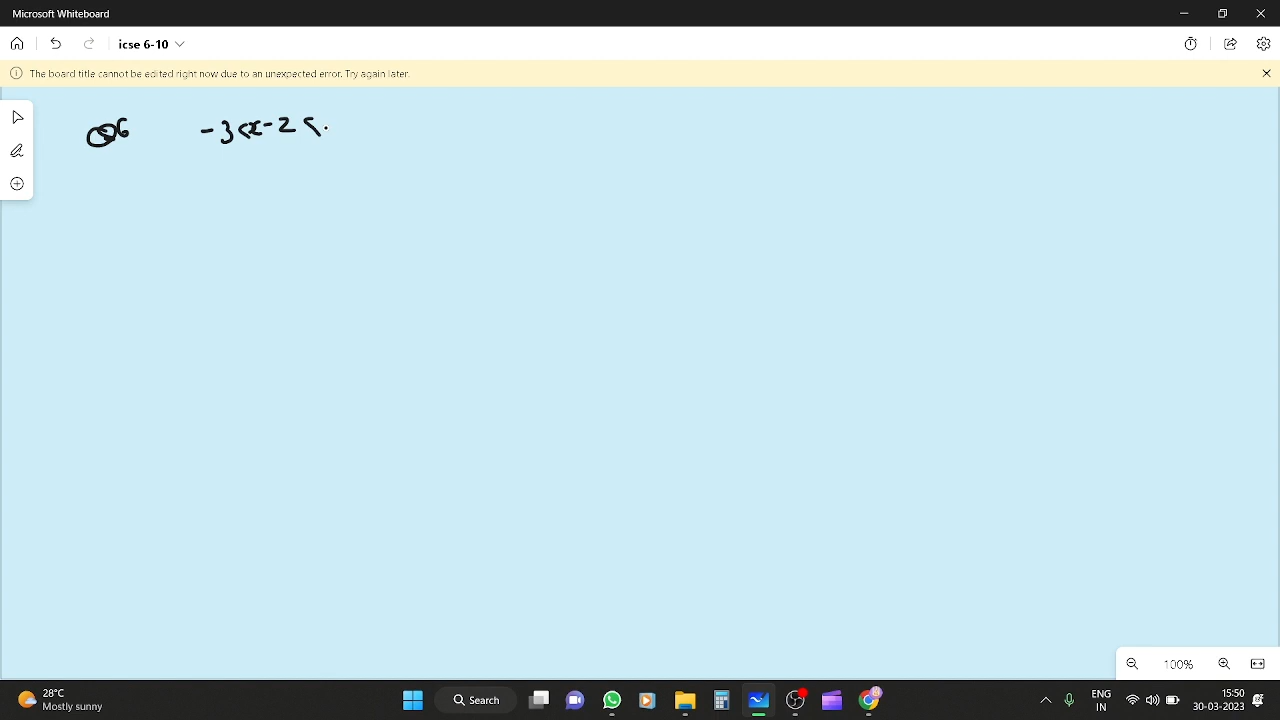 Microsoft Whiteboard
icse 6-10
The board title cannot be edited right now due to an unexpected error. Try again later.
Q6 -3<x-2<
100%
28°C
Mostly sunny
Search
ENG
IN
15:50
30-03-2023